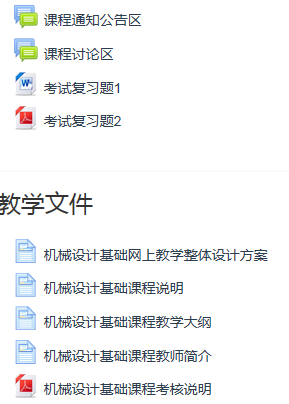 课程通知公告区
课程讨论区
考试复习题1
考试复习题2
教学文件
机械设计基础网上教学整体设计方案
机械设计基础课程说明
机械设计基础课程教学大纲
机械设计基础课程教师简介
机械设计基础课程考核说明